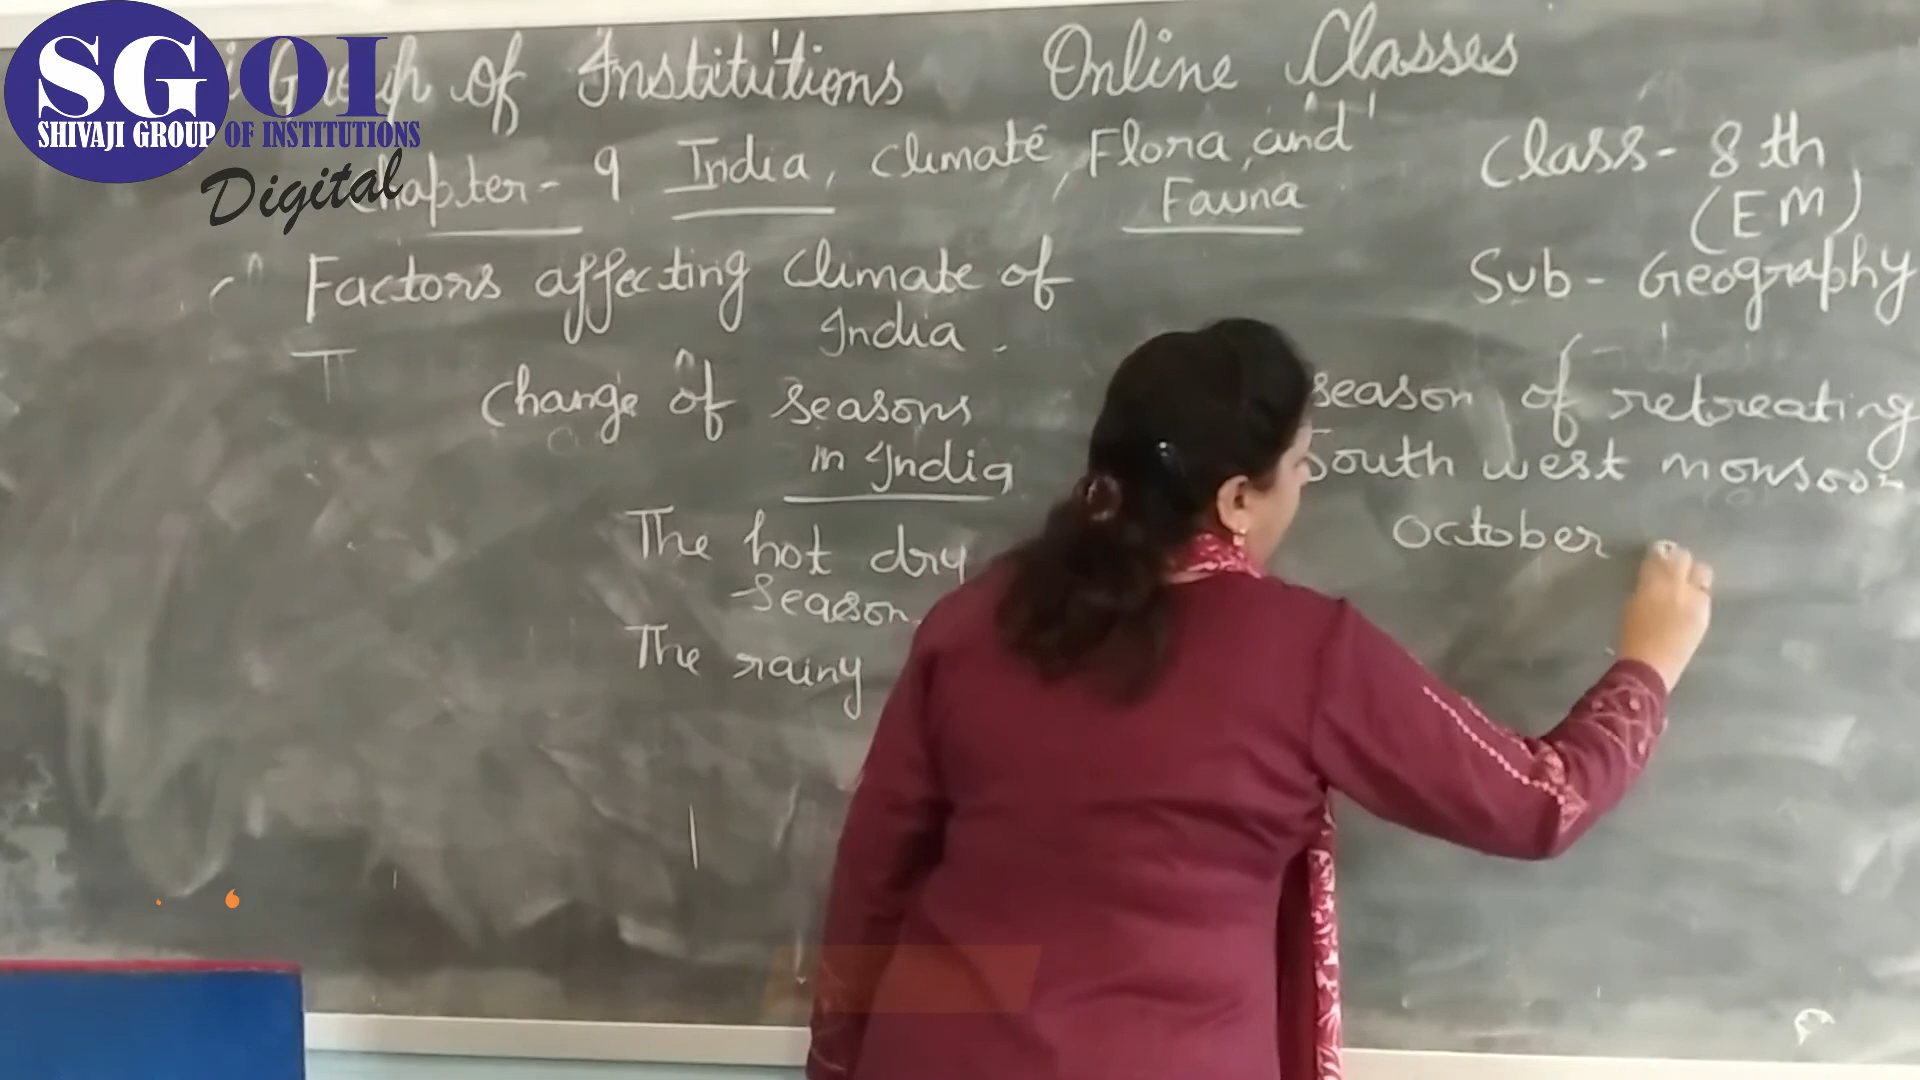 SGOI
SHIVAJI GROUP OF INSTITUTIONS
Digital
i Group of Institutions Online Classes
Chapter- 9 India, Climate, Flora, and
Fauna
Class- 8th
(EM)
Sub- Geography
Factors affecting Climate of
India.
Change of seasons
in India
The hot dry
season.
The rainy
season of retreating
South west monsoon
October